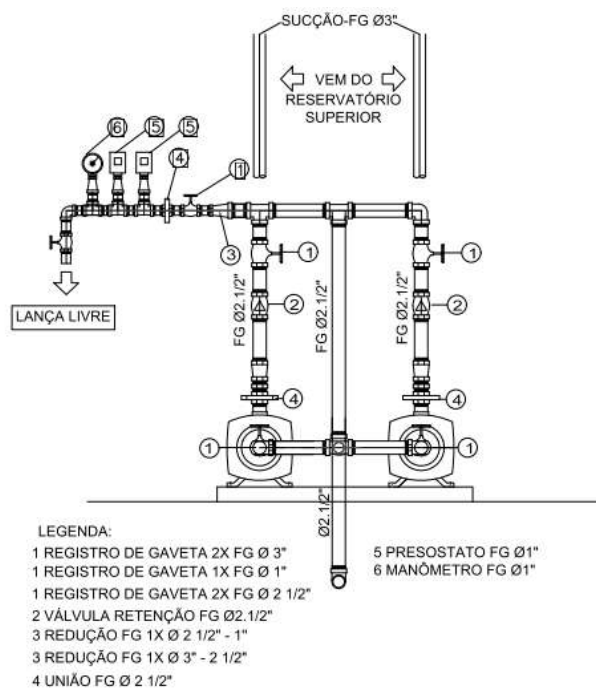 SUCÇÃO-FG Ø3"
VEM DO
RESERVATÓRIO
SUPERIOR
6
5
5
4
1
3
1
1
2
2
FG Ø2.1/2"
FG Ø2.1/2"
FG Ø2.1/2"
LANÇA LIVRE
4
4
1
1
Ø2.1/2"
LEGENDA:
1 REGISTRO DE GAVETA 2X FG Ø 3"
1 REGISTRO DE GAVETA 1X FG Ø 1"
1 REGISTRO DE GAVETA 2X FG Ø 2 1/2"
2 VÁLVULA RETENÇÃO FG Ø2.1/2"
3 REDUÇÃO FG 1X Ø 2 1/2" - 1"
3 REDUÇÃO FG 1X Ø 3" - 2 1/2"
4 UNIÃO FG Ø 2 1/2"
5 PRESOSTATO FG Ø1"
6 MANÔMETRO FG Ø1"